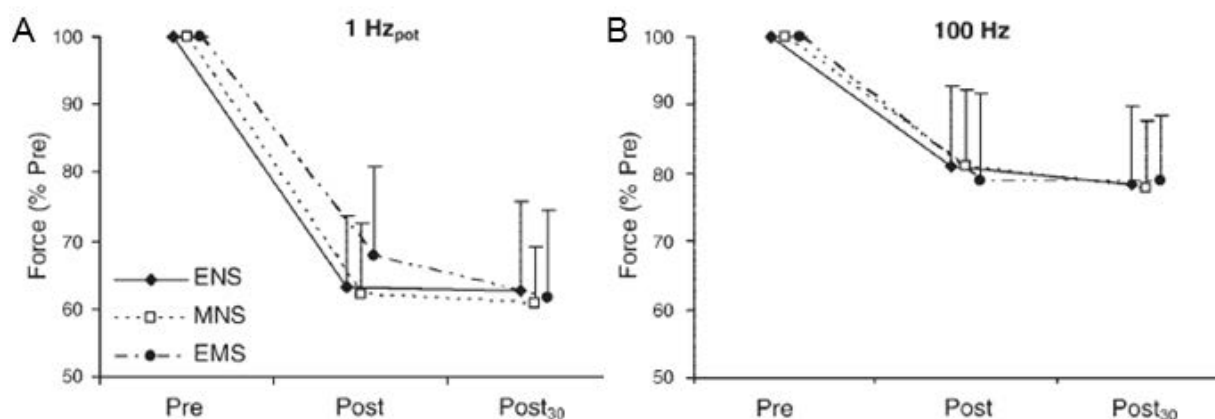 A
1 Hzpot
Force (% Pre)
100
90
80
70
60
50
ENS
MNS
EMS
Pre Post Post30
B
100 Hz
Force (% Pre)
100
90
80
70
60
50
Pre Post Post30